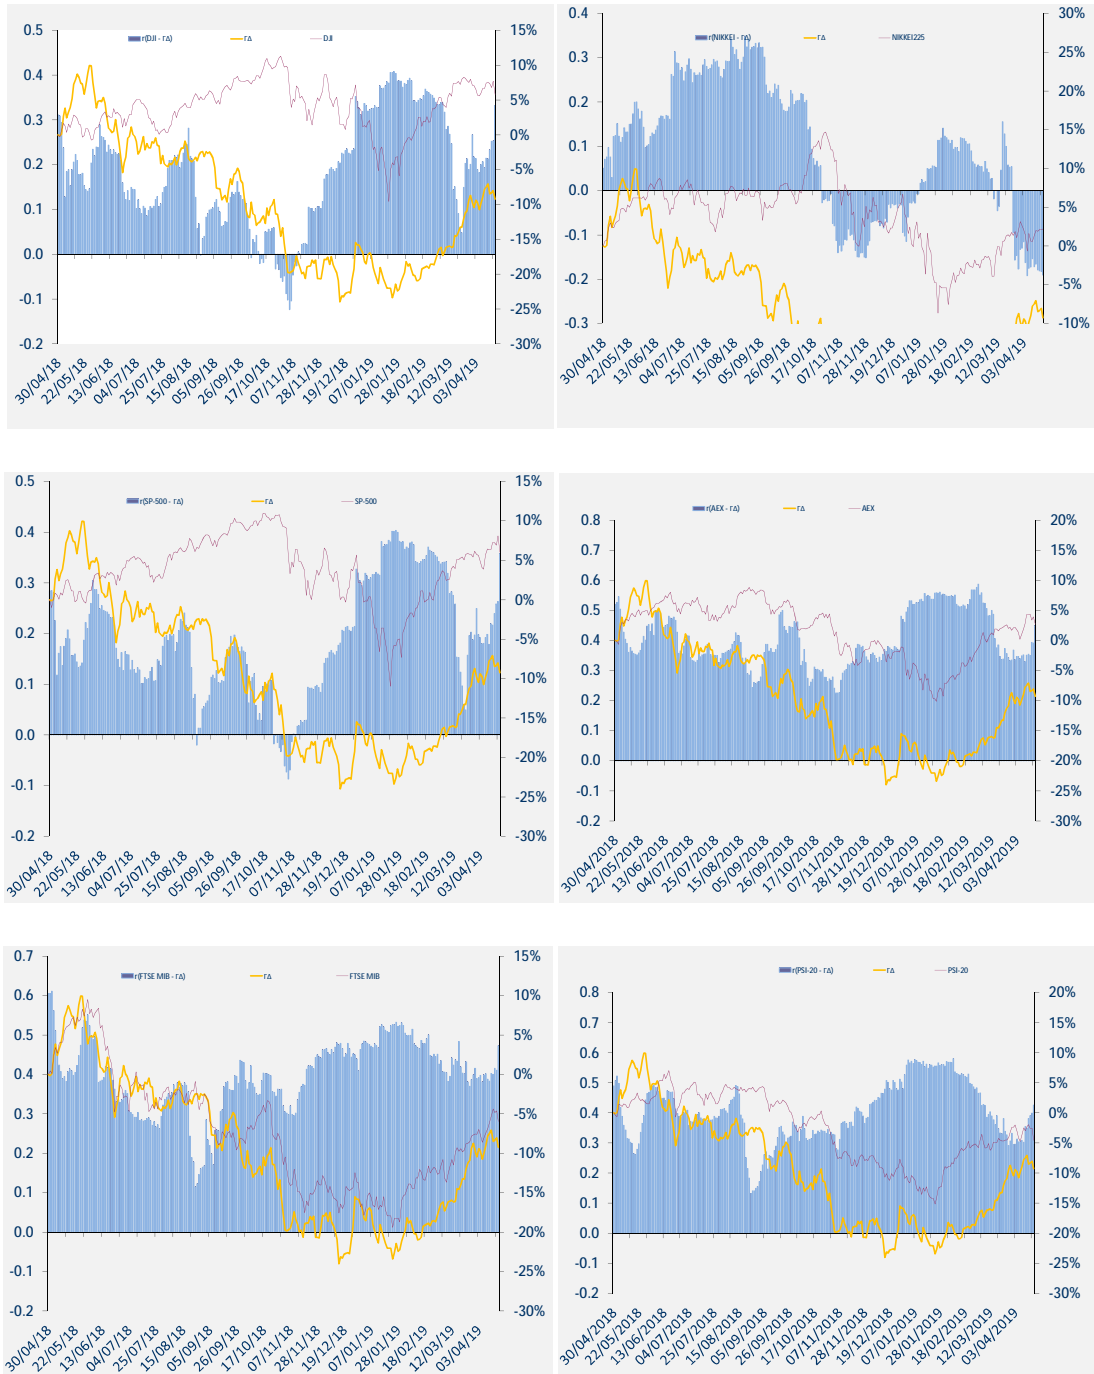 r(DJI - ΓΔ) ΓΔ DJI
0.5 0.4 0.3 0.2 0.1 0.0 -0.1 -0.2
15% 10% 5% 0% -5% -10% -15% -20% -25% -30%
30/04/18 22/05/18 13/06/18 04/07/18 25/07/18 15/08/18 05/09/18 26/09/18 17/10/18 07/11/18 28/11/18 19/12/18 07/01/19 28/01/19 18/02/19 12/03/19 03/04/19
r(NIKKEI - ΓΔ) ΓΔ NIKKEI225
0.4 0.3 0.2 0.1 0.0 -0.1 -0.2 -0.3
30% 25% 20% 15% 10% 5% 0% -5% -10%
30/04/18 22/05/18 13/06/18 04/07/18 25/07/18 15/08/18 05/09/18 26/09/18 17/10/18 07/11/18 28/11/18 19/12/18 07/01/19 28/01/19 18/02/19 12/03/19 03/04/19
r(SP-500 - ΓΔ) ΓΔ SP-500
0.5 0.4 0.3 0.2 0.1 0.0 -0.1 -0.2
15% 10% 5% 0% -5% -10% -15% -20% -25% -30%
30/04/18 22/05/18 13/06/18 04/07/18 25/07/18 15/08/18 05/09/18 26/09/18 17/10/18 07/11/18 28/11/18 19/12/18 07/01/19 28/01/19 18/02/19 12/03/19 03/04/19
r(AEX - ΓΔ) ΓΔ AEX
0.8 0.7 0.6 0.5 0.4 0.3 0.2 0.1 0.0 -0.1 -0.2
20% 15% 10% 5% 0% -5% -10% -15% -20% -25% -30%
30/04/2018 22/05/2018 13/06/2018 04/07/2018 25/07/2018 15/08/2018 05/09/2018 26/09/2018 17/10/2018 07/11/2018 28/11/2018 19/12/2018 07/01/2019 28/01/2019 18/02/2019 12/03/2019 03/04/2019
r(FTSE MIB - ΓΔ) ΓΔ FTSE MIB
0.7 0.6 0.5 0.4 0.3 0.2 0.1 0.0 -0.1 -0.2
15% 10% 5% 0% -5% -10% -15% -20% -25% -30%
30/04/18 22/05/18 13/06/18 04/07/18 25/07/18 15/08/18 05/09/18 26/09/18 17/10/18 07/11/18 28/11/18 19/12/18 07/01/19 28/01/19 18/02/19 12/03/19 03/04/19
r(PSI-20 - ΓΔ) ΓΔ PSI-20
0.8 0.7 0.6 0.5 0.4 0.3 0.2 0.1 0.0 -0.1 -0.2
20% 15% 10% 5% 0% -5% -10% -15% -20% -25% -30%
30/04/2018 22/05/2018 13/06/2018 04/07/2018 25/07/2018 15/08/2018 05/09/2018 26/09/2018 17/10/2018 07/11/2018 28/11/2018 19/12/2018 07/01/2019 28/01/2019 18/02/2019 12/03/2019 03/04/2019